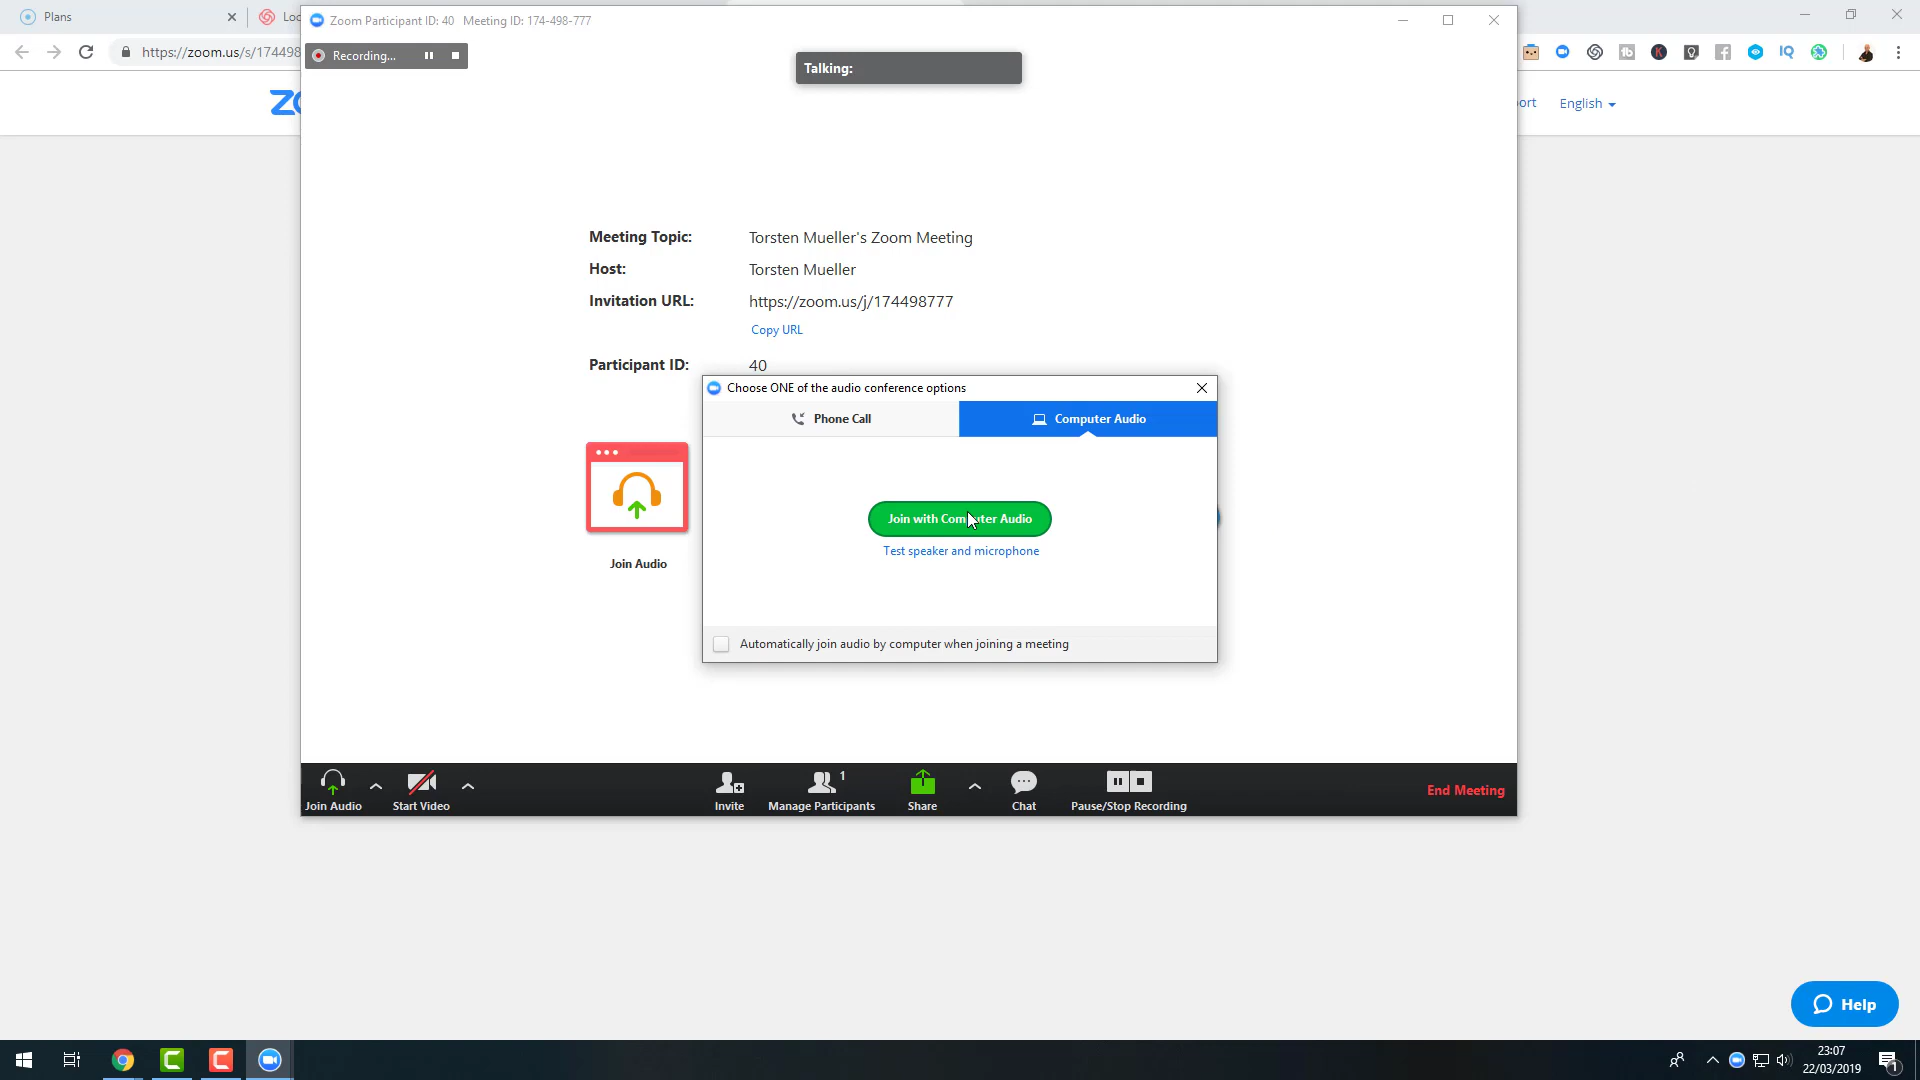 Plans
Loo
Zoom Participant ID: 40 Meeting ID: 174-498-777
https://zoom.us/s/174498
Recording...
Talking:
zo
ort
English
Meeting Topic:
Torsten Mueller's Zoom Meeting
Host:
Torsten Mueller
Invitation URL:
https://zoom.us/j/174498777
Copy URL
Participant ID:
40
Choose ONE of the audio conference options
Phone Call
Computer Audio
Join with Computer Audio
Test speaker and microphone
Join Audio
Automatically join audio by computer when joining a meeting
Join Audio
Start Video
Invite
1
Manage Participants
Share
Chat
Pause/Stop Recording
End Meeting
Help
23:07
22/03/2019
1